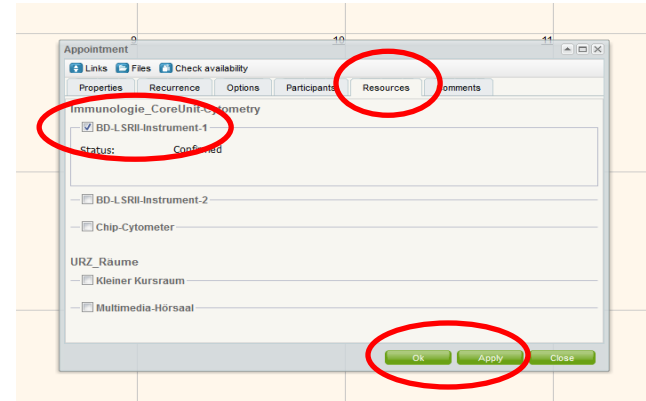 9 10 11
Appointment
Links Files Check availability
Properties Recurrence Options Participants Resources Comments
Immunologie_CoreUnit-Cytometry
BD-LSRII-Instrument-1
Status: Confirmed
BD-LSRII-Instrument-2
Chip-Cytometer
URZ_Räume
Kleiner Kursraum
Multimedia-Hörsaal
Ok Apply Close